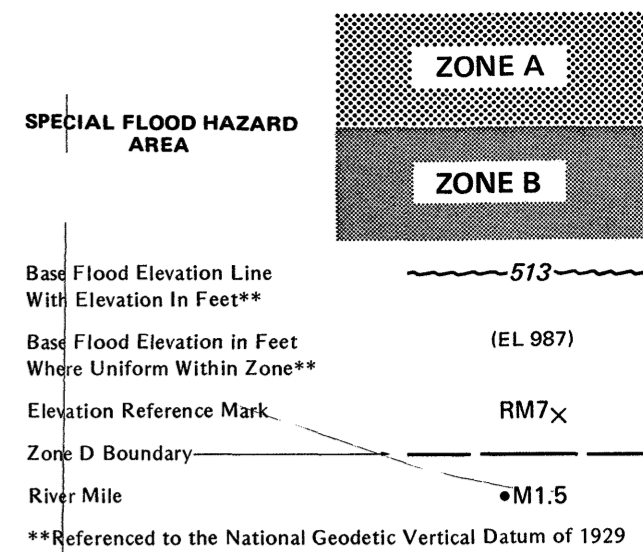 ZONE A
SPECIAL FLOOD HAZARD
AREA
ZONE B
Base Flood Elevation Line
With Elevation In Feet**
513
Base Flood Elevation in Feet
Where Uniform Within Zone**
(EL 987)
Elevation Reference Mark
RM7×
Zone D Boundary
River Mile
•M1.5
**Referenced to the National Geodetic Vertical Datum of 1929